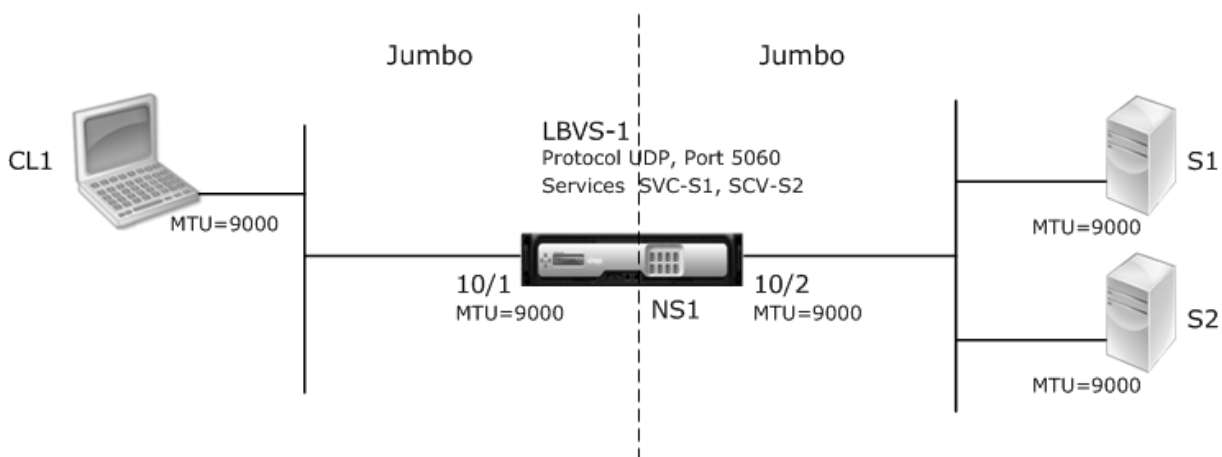 Jumbo
Jumbo
LBVS-1
Protocol UDP, Port 5060
Services SVC-S1, SCV-S2
CL1
MTU=9000
10/1
MTU=9000
NS1
10/2
MTU=9000
S1
MTU=9000
S2
MTU=9000